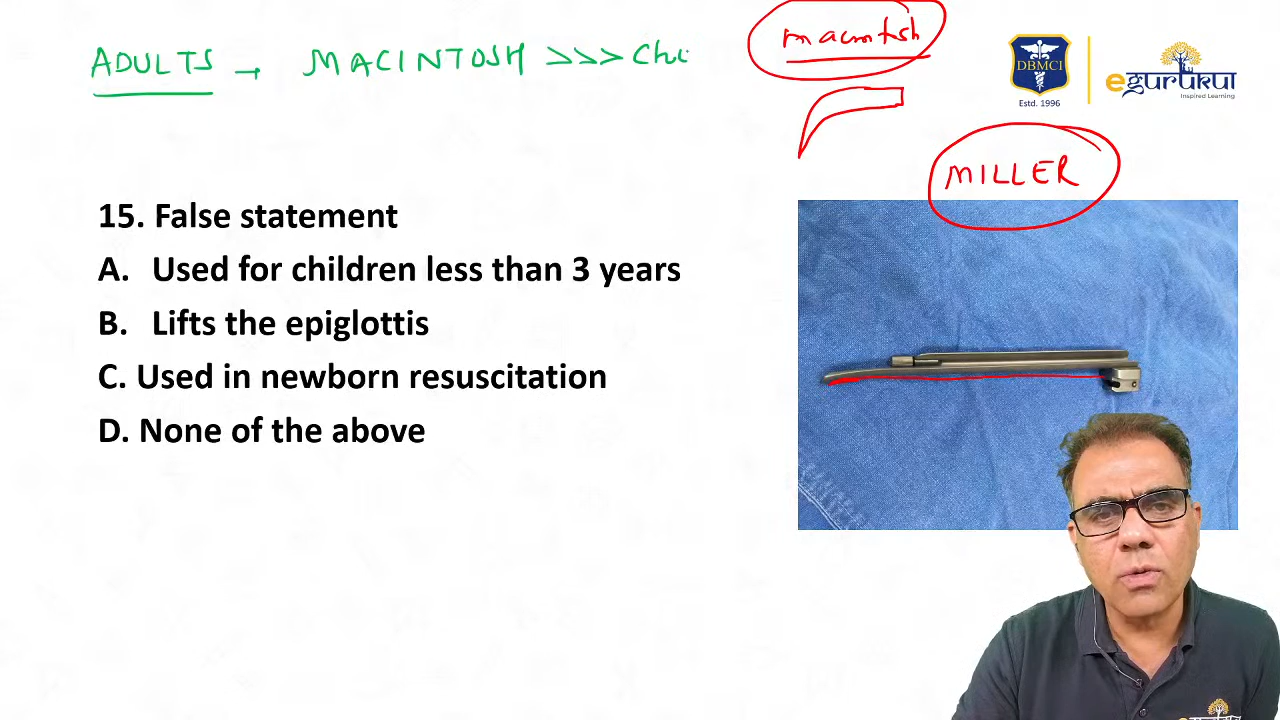 ADULTS → MACINTOSH >>>
macintosh
DBMCI
Estd. 1996
egurukul
Inspired Learning
MILLER
15. False statement
A. Used for children less than 3 years
B. Lifts the epiglottis
C. Used in newborn resuscitation
D. None of the above